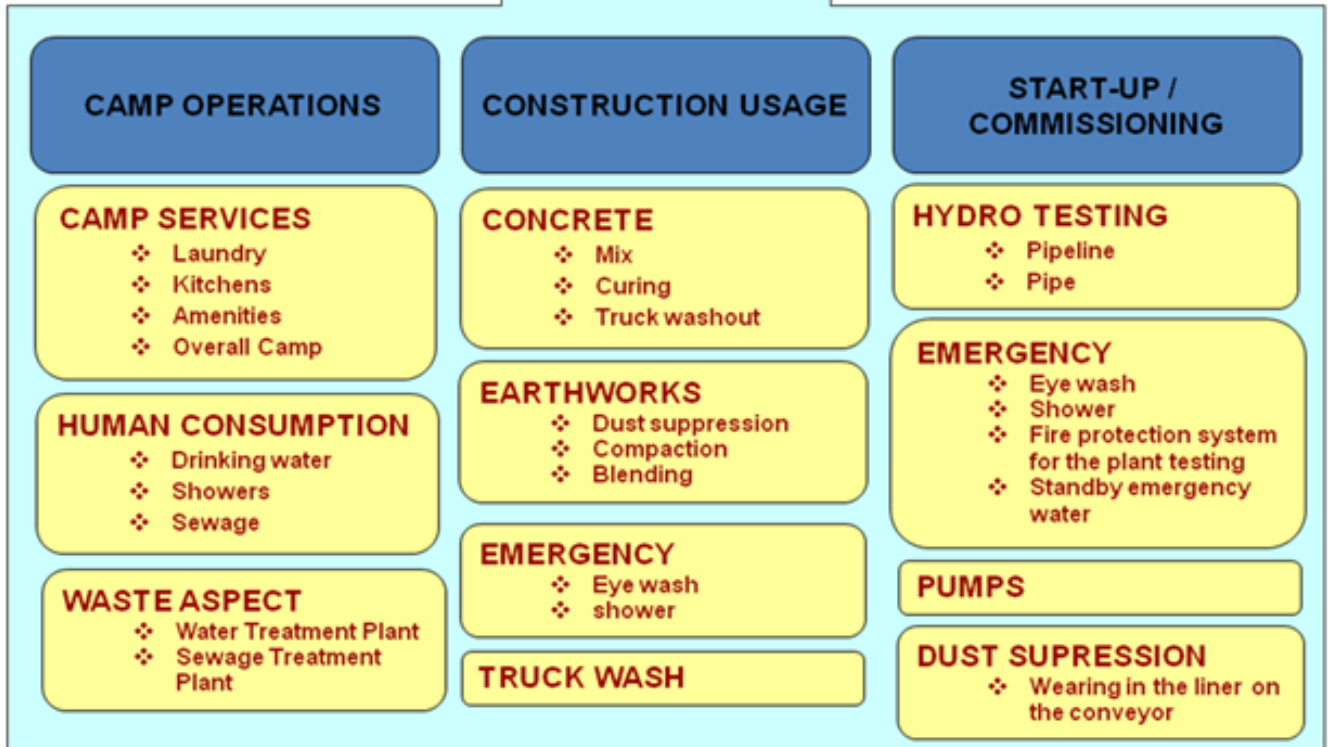 CAMP OPERATIONS
CAMP SERVICES
❖ Laundry
❖ Kitchens
❖ Amenities
❖ Overall Camp
HUMAN CONSUMPTION
❖ Drinking water
❖ Showers
❖ Sewage
WASTE ASPECT
❖ Water Treatment Plant
❖ Sewage Treatment
Plant
CONSTRUCTION USAGE
CONCRETE
❖ Mix
❖ Curing
❖ Truck washout
EARTHWORKS
❖ Dust suppression
❖ Compaction
❖ Blending
EMERGENCY
❖ Eye wash
❖ shower
TRUCK WASH
START-UP /
COMMISSIONING
HYDRO TESTING
❖ Pipeline
❖ Pipe
EMERGENCY
❖ Eye wash
❖ Shower
❖ Fire protection system
for the plant testing
❖ Standby emergency
water
PUMPS
DUST SUPRESSION
❖ Wearing in the liner on
the conveyor